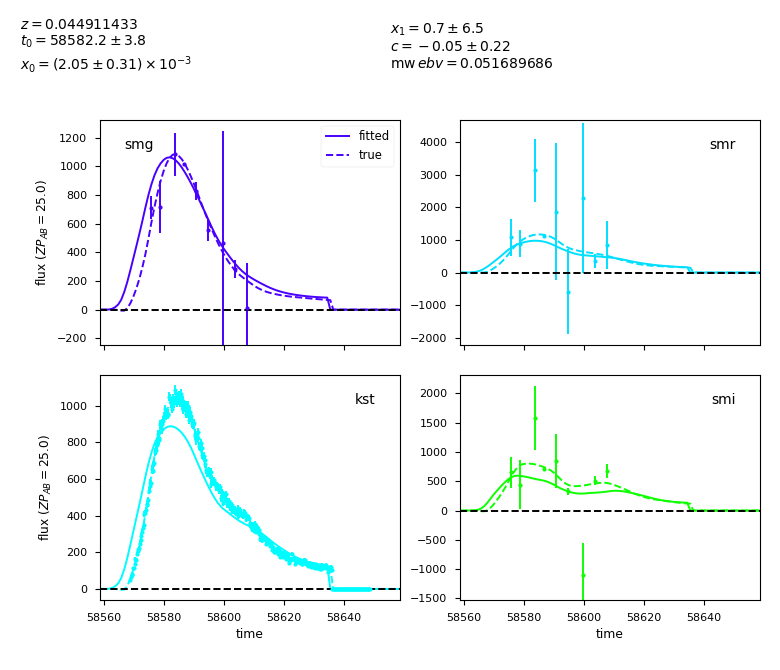 z = 0.044911433
t₀ = 58582.2 ± 3.8
x₀ = (2.05 ± 0.31) × 10⁻³
x₁ = 0.7 ± 6.5
c = −0.05 ± 0.22
mw ebv = 0.051689686
smg
fitted
true
1200
1000
800
600
400
200
0
−200
flux (ZP_AB = 25.0)
smr
4000
3000
2000
1000
0
−1000
−2000
kst
1000
800
600
400
200
0
flux (ZP_AB = 25.0)
58560 58580 58600 58620 58640
time
smi
2000
1500
1000
500
0
−500
−1000
−1500
58560 58580 58600 58620 58640
time